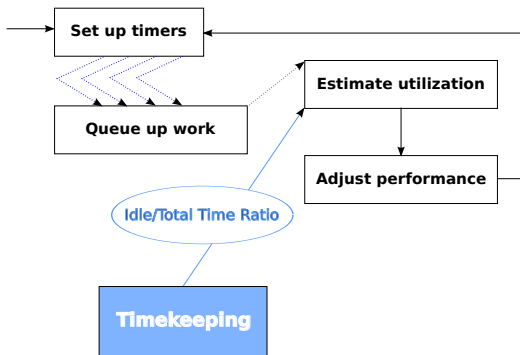 Set up timers
Estimate utilization
Queue up work
Adjust performance
Idle/Total Time Ratio
Timekeeping